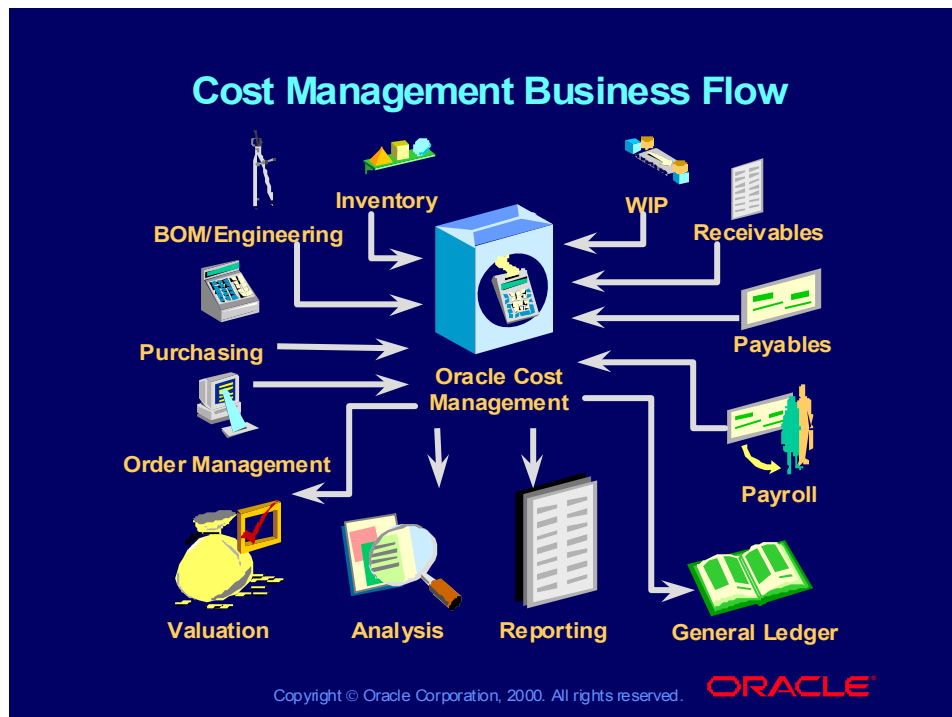 Cost Management Business Flow
Inventory
WIP
BOM/Engineering
Receivables
Purchasing
Payables
Oracle Cost
Management
Order Management
Payroll
Valuation
Analysis
Reporting
General Ledger
Copyright © Oracle Corporation, 2000. All rights reserved.
ORACLE®